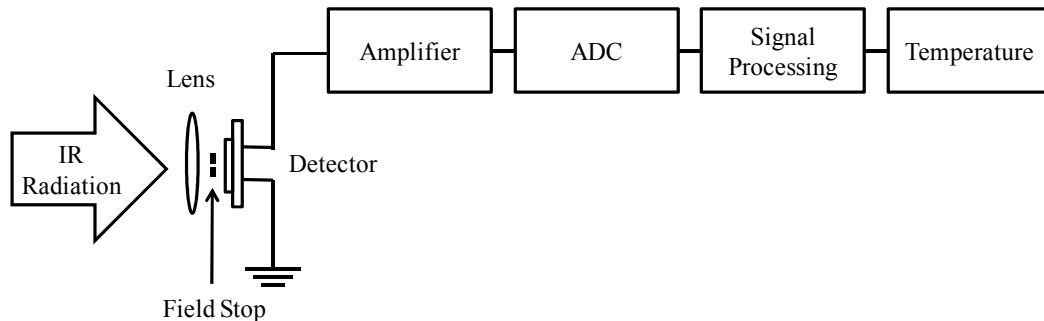 Amplifier
ADC
Signal
Processing
Temperature
Lens
IR
Radiation
Detector
Field Stop